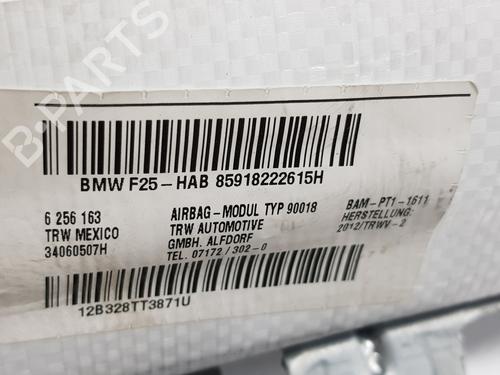 B-PARTS
BMW F25-HAB 85918222615H
6 256 163
TRW MEXICO
34060507H
AIRBAG-MODUL TYP 90018
TRW AUTOMOTIVE
GMBH. ALFDORF
TEL. 07172/302-0
BAM-PT1-1611
HERSTELLUNG:
2012/TRWV-2
12B328TT3871U